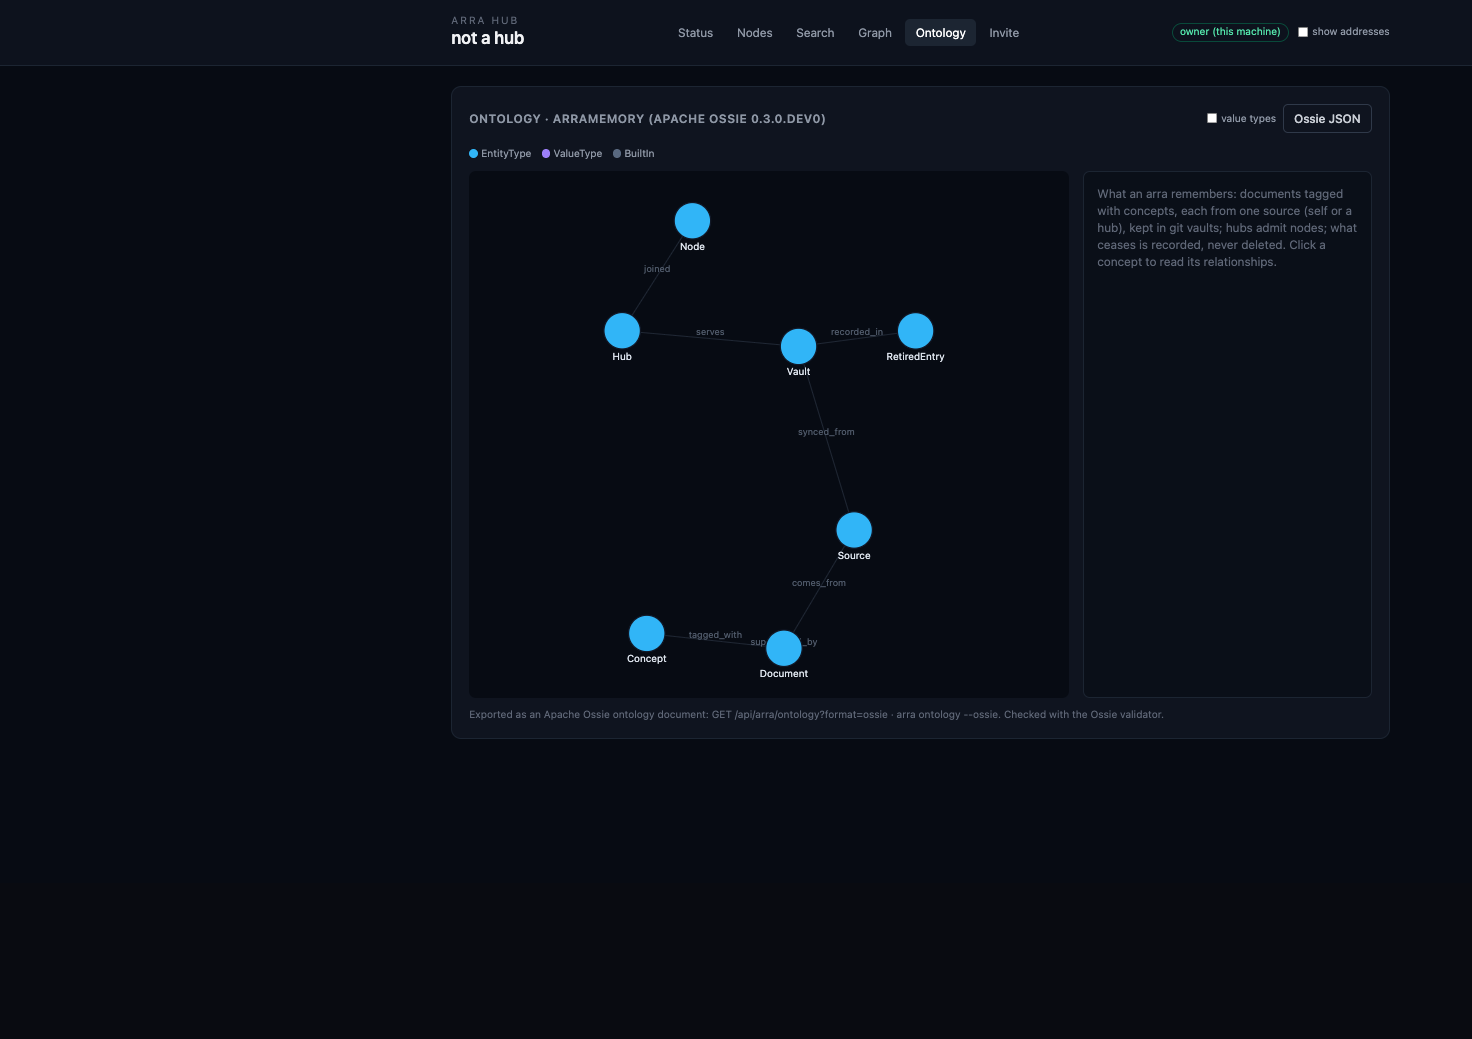 ARRA HUB
not a hub
Status Nodes Search Graph Ontology Invite
owner (this machine) show addresses
ONTOLOGY · ARRAMEMORY (APACHE OSSIE 0.3.0.DEV0)
value types Ossie JSON
EntityType ValueType BuiltIn
Node
joined
Hub
serves
Vault
recorded_in
RetiredEntry
synced_from
Source
comes_from
Concept
tagged_with
sup
_by
Document
What an arra remembers: documents tagged
with concepts, each from one source (self or a
hub), kept in git vaults; hubs admit nodes; what
ceases is recorded, never deleted. Click a
concept to read its relationships.
Exported as an Apache Ossie ontology document: GET /api/arra/ontology?format=ossie · arra ontology --ossie. Checked with the Ossie validator.